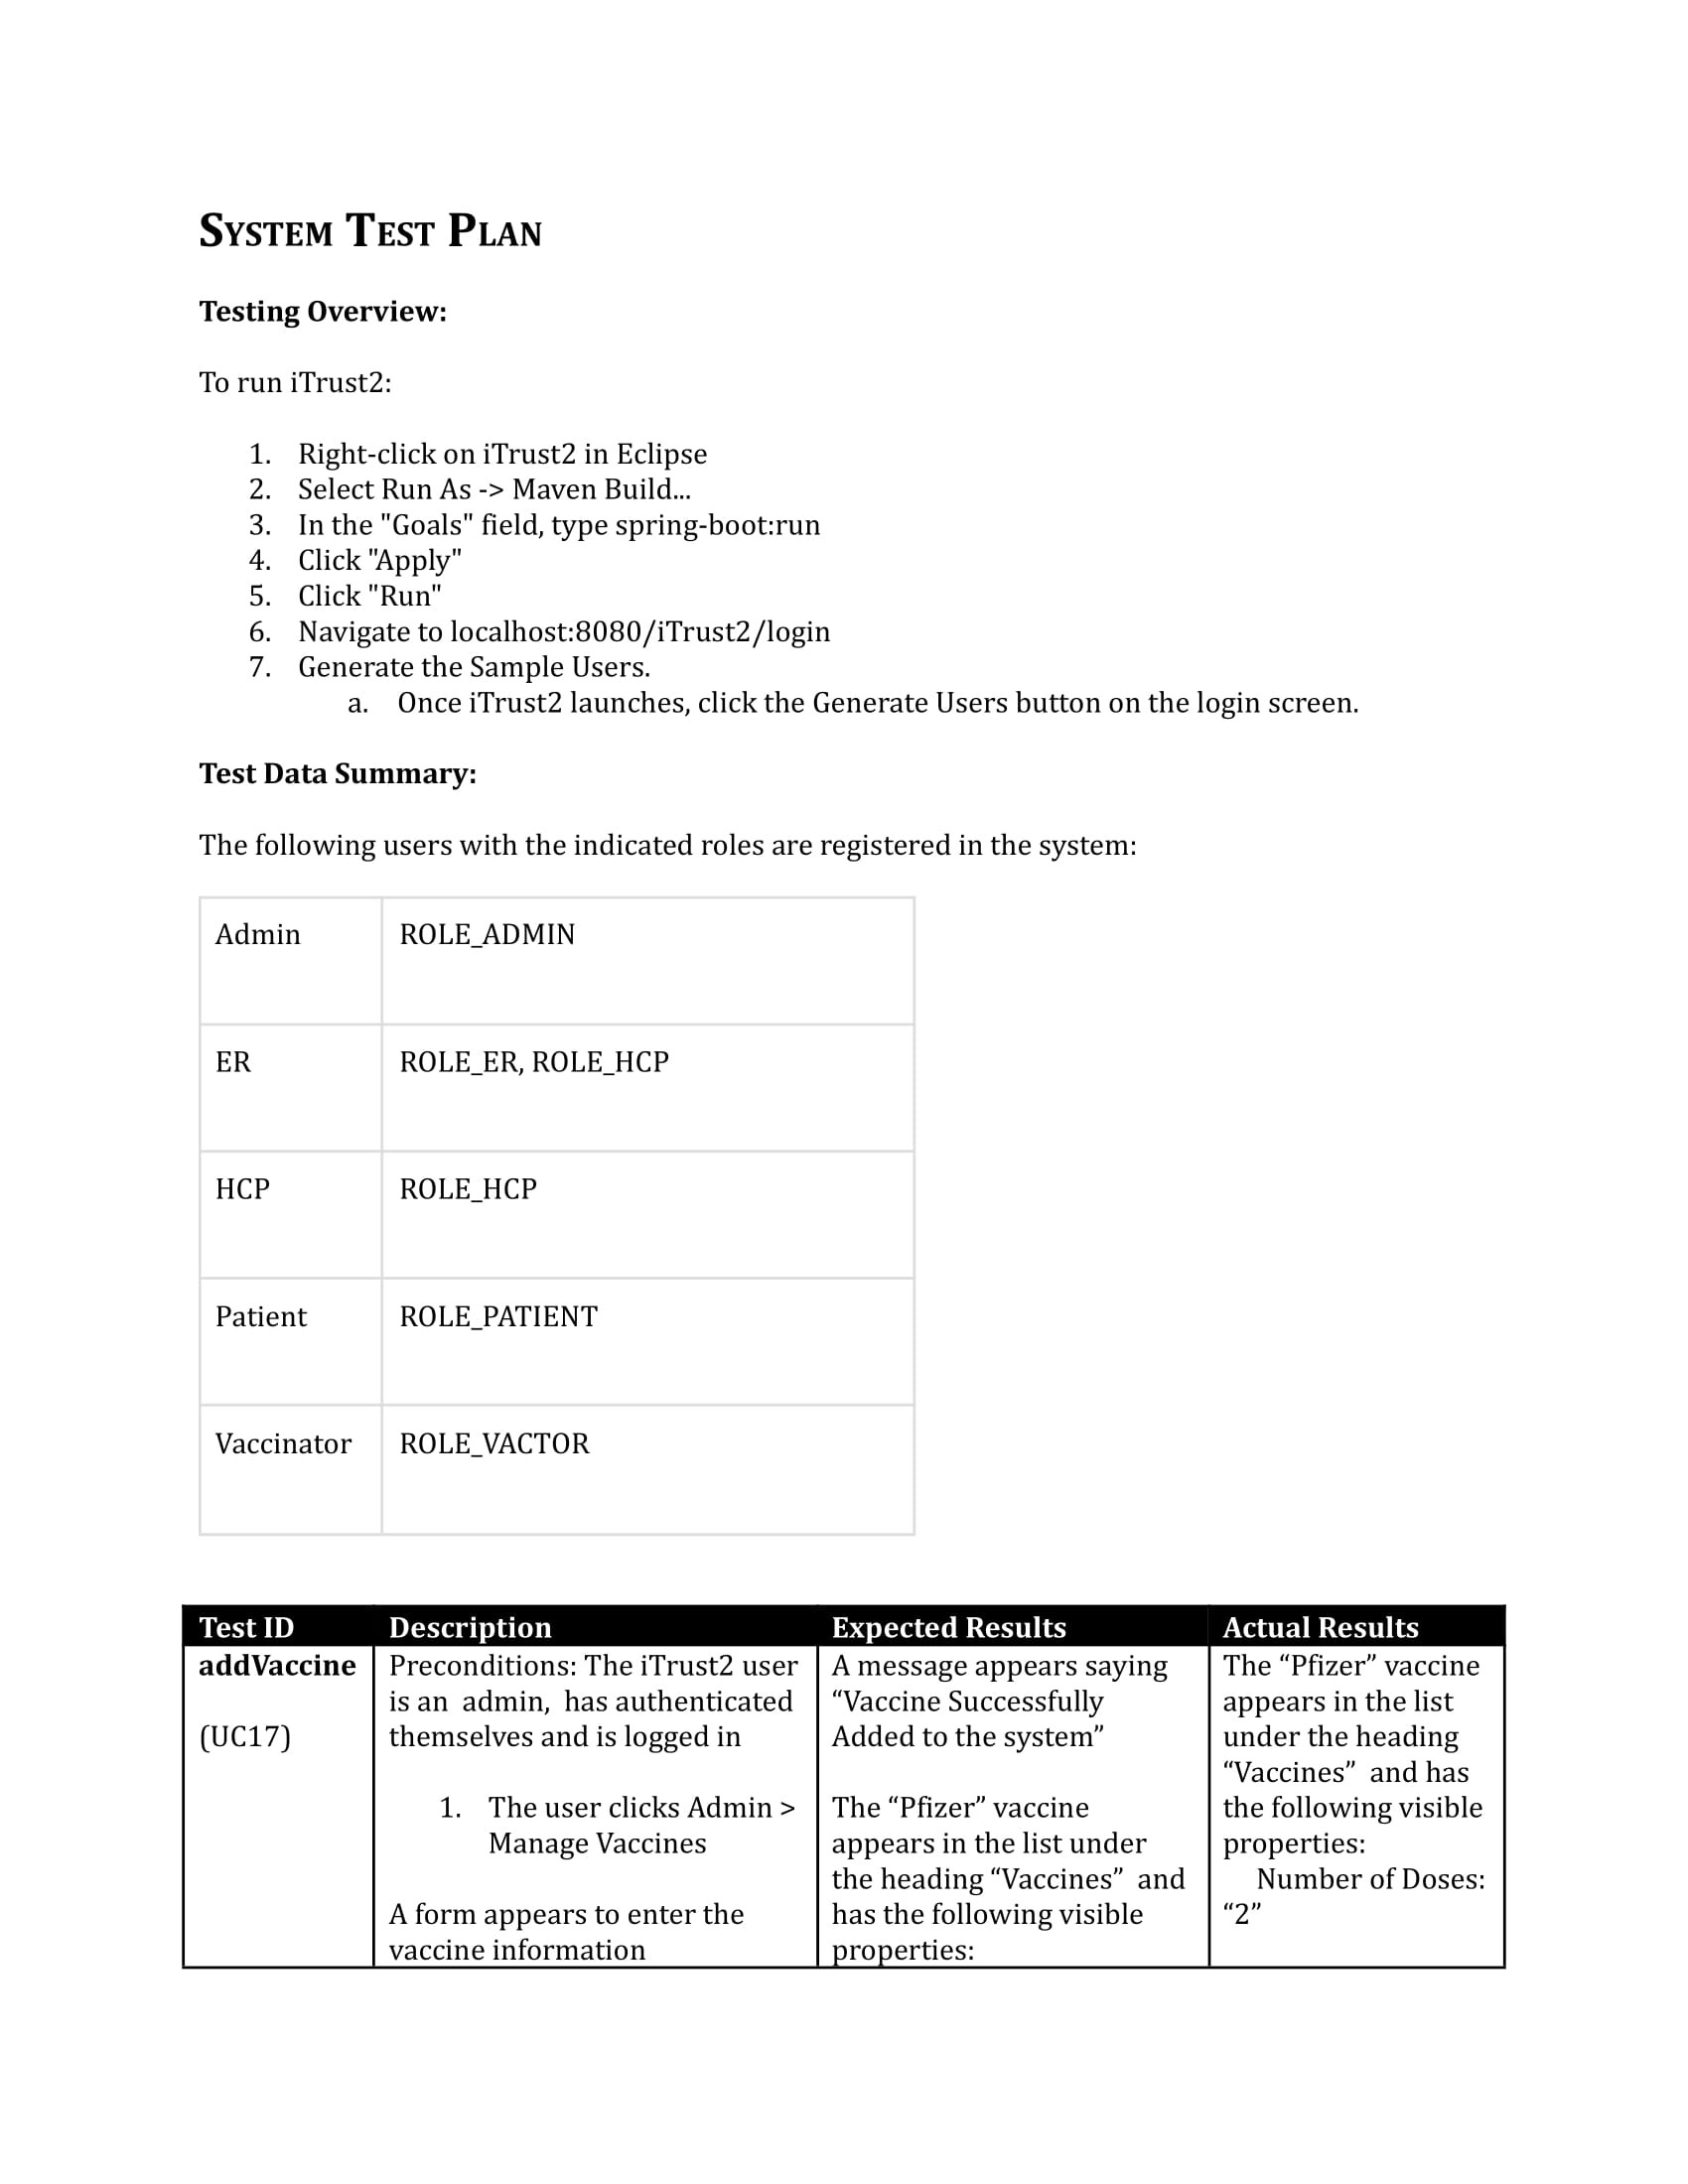 SYSTEM TEST PLAN
Testing Overview:
To run iTrust2:
1. Right-click on iTrust2 in Eclipse
2. Select Run As -> Maven Build...
3. In the "Goals" field, type spring-boot:run
4. Click "Apply"
5. Click "Run"
6. Navigate to localhost:8080/iTrust2/login
7. Generate the Sample Users.
a. Once iTrust2 launches, click the Generate Users button on the login screen.
Test Data Summary:
The following users with the indicated roles are registered in the system:
Admin ROLE_ADMIN
ER ROLE_ER, ROLE_HCP
HCP ROLE_HCP
Patient ROLE_PATIENT
Vaccinator ROLE_VACTOR
Test ID Description Expected Results Actual Results
addVaccine
(UC17)
Preconditions: The iTrust2 user
is an admin, has authenticated
themselves and is logged in
1. The user clicks Admin >
Manage Vaccines
A form appears to enter the
vaccine information
A message appears saying
“Vaccine Successfully
Added to the system”
The “Pfizer” vaccine
appears in the list under
the heading “Vaccines” and
has the following visible
properties:
The “Pfizer” vaccine
appears in the list
under the heading
“Vaccines” and has
the following visible
properties:
Number of Doses:
“2”